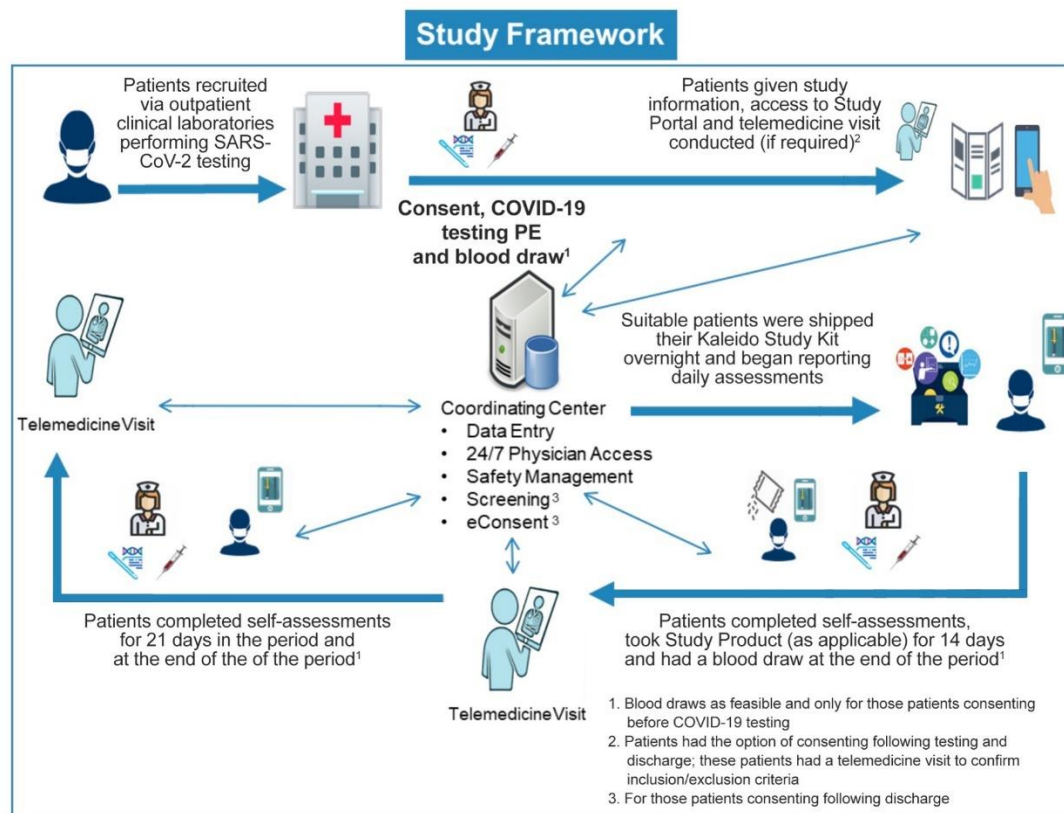 Study Framework
Patients recruited
via outpatient
clinical laboratories
performing SARS-
CoV-2 testing
Patients given study
information, access to Study
Portal and telemedicine visit
conducted (if required)2
Consent, COVID-19
testing PE
and blood draw1
Suitable patients were shipped
their Kaleido Study Kit
overnight and began reporting
daily assessments
TelemedicineVisit
Coordinating Center
• Data Entry
• 24/7 Physician Access
• Safety Management
• Screening3
• eConsent 3
Patients completed self-assessments
for 21 days in the period and
at the end of the of the period1
TelemedicineVisit
Patients completed self-assessments,
took Study Product (as applicable) for 14 days
and had a blood draw at the end of the period1
1. Blood draws as feasible and only for those patients consenting
before COVID-19 testing
2. Patients had the option of consenting following testing and
discharge; these patients had a telemedicine visit to confirm
inclusion/exclusion criteria
3. For those patients consenting following discharge